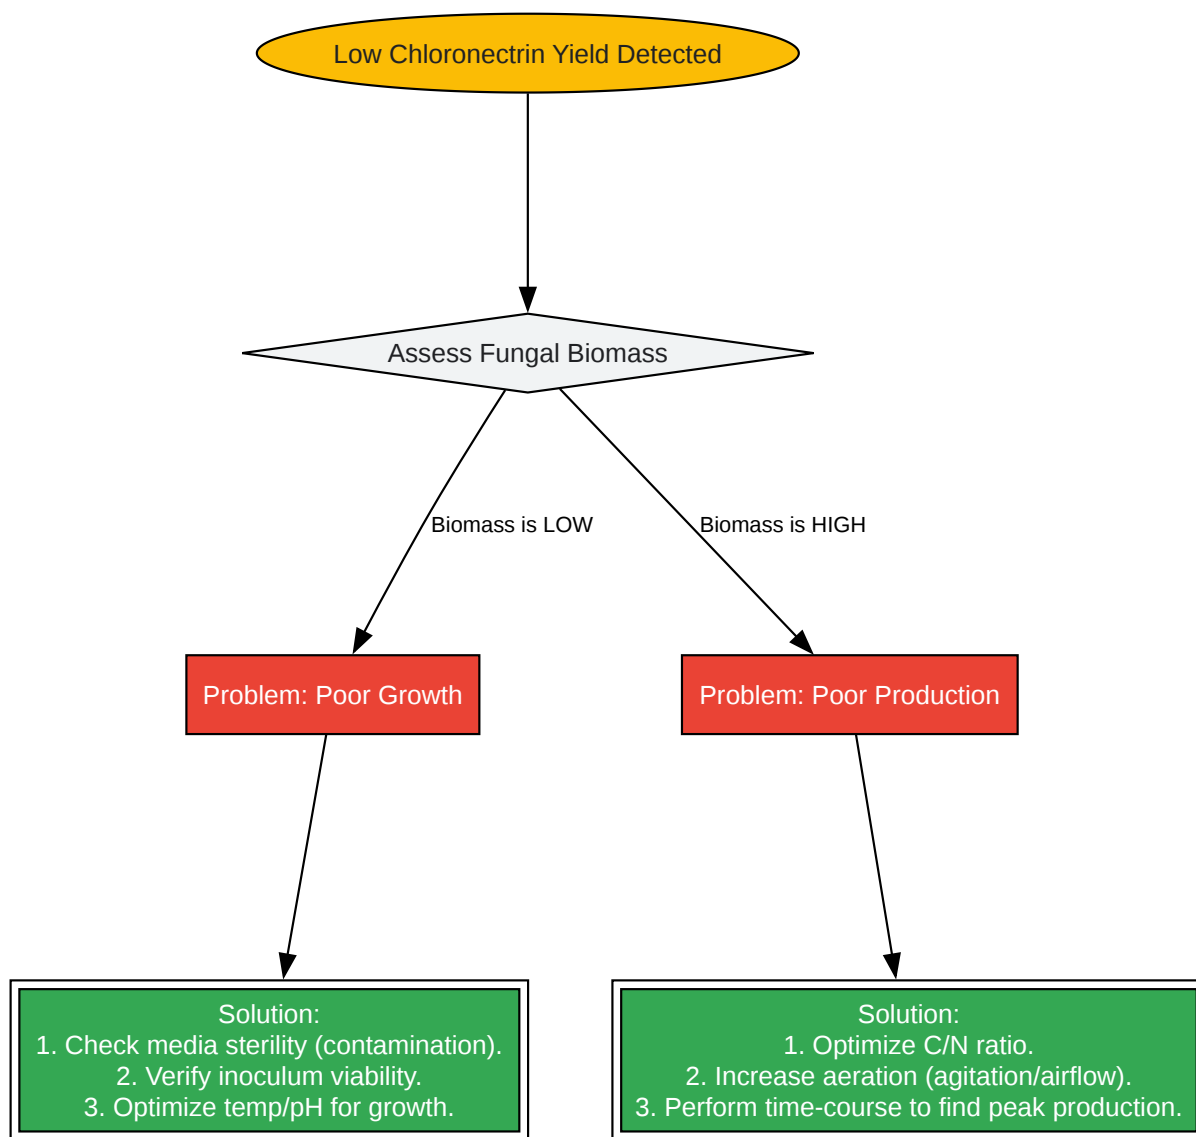 Low Chloronectrin Yield Detected
Assess Fungal Biomass
Biomass is LOW
Biomass is HIGH
Problem: Poor Growth
Problem: Poor Production
Solution:
1. Check media sterility (contamination).
2. Verify inoculum viability.
3. Optimize temp/pH for growth.
Solution:
1. Optimize C/N ratio.
2. Increase aeration (agitation/airflow).
3. Perform time-course to find peak production.